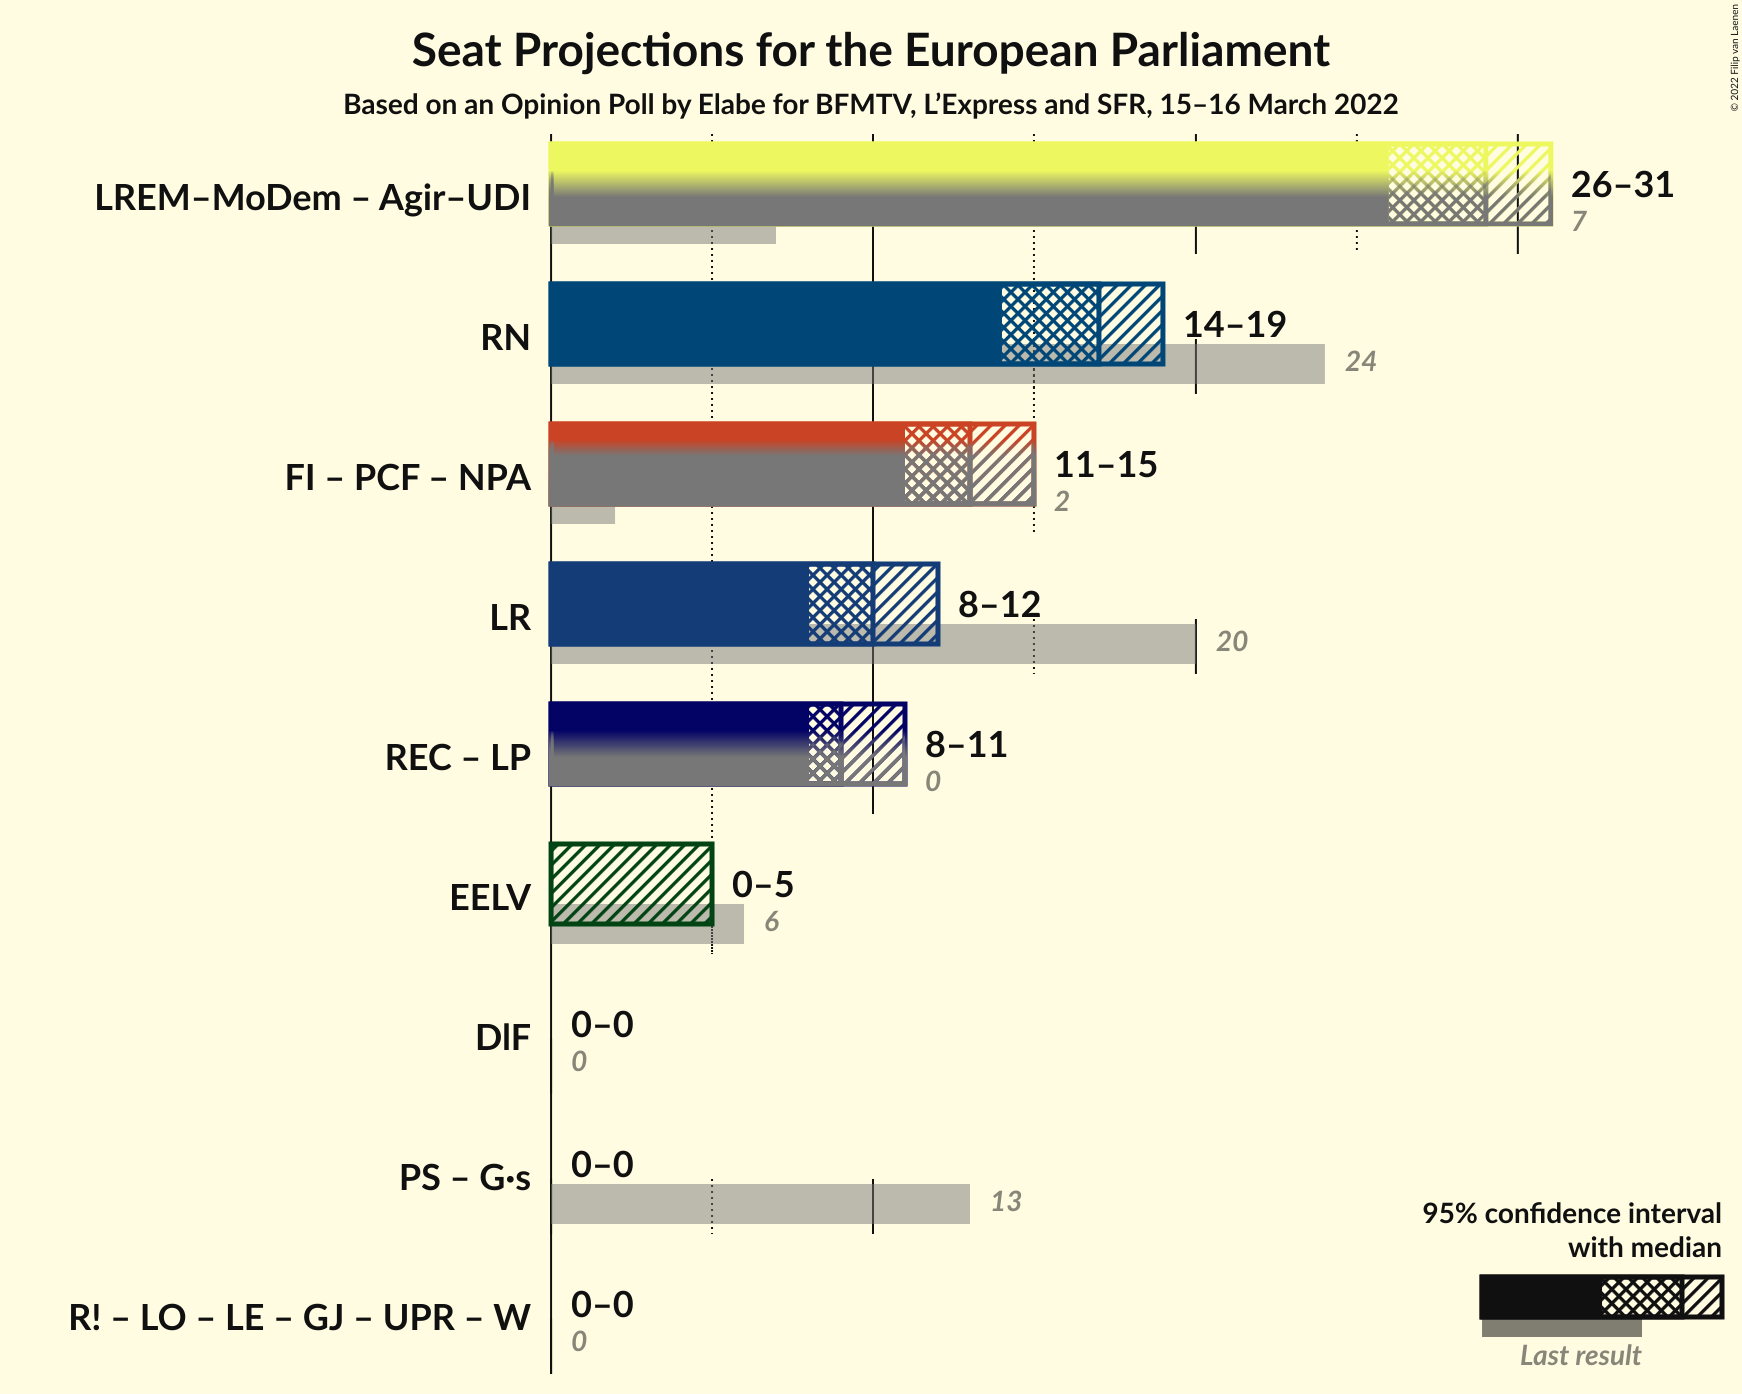 Seat Projections for the European Parliament
Based on an Opinion Poll by Elabe for BFMTV, L’Express and SFR, 15–16 March 2022
© 2022 Filip van Laenen
LREM–MoDem – Agir–UDI
26–31
7
RN
14–19
24
FI – PCF – NPA
11–15
2
LR
8–12
20
REC – LP
8–11
0
EELV
0–5
6
DlF
0–0
0
PS – G·s
0–0
13
R! – LO – LE – GJ – UPR – W
0–0
0
95% confidence interval
with median
Last result